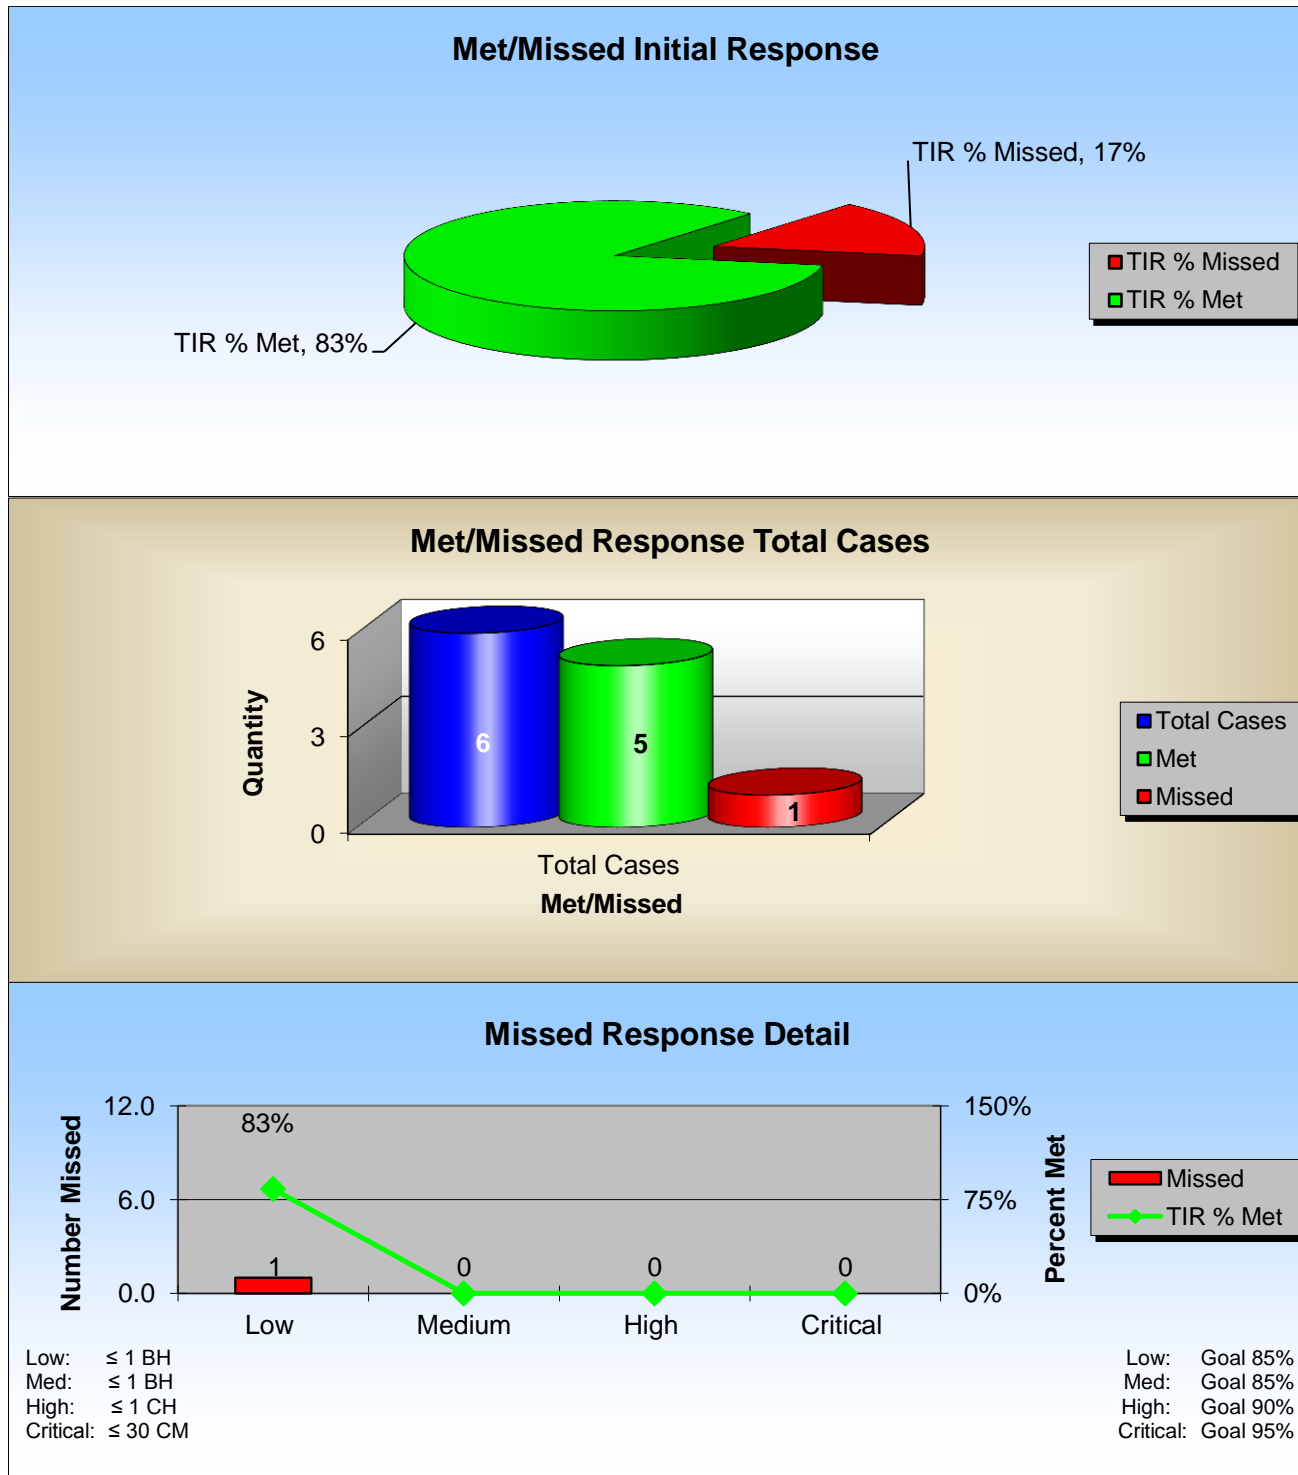 Met/Missed Initial Response
TIR % Missed, 17%
TIR % Met, 83%
TIR % Missed
TIR % Met
Met/Missed Response Total Cases
Quantity
6
3
0
6
5
1
Total Cases
Met/Missed
Total Cases
Met
Missed
Missed Response Detail
Number Missed
12.0
6.0
0.0
83%
1
0
0
0
150%
75%
0%
Percent Met
Low
Medium
High
Critical
Missed
TIR % Met
Low: ≤ 1 BH
Med: ≤ 1 BH
High: ≤ 1 CH
Critical: ≤ 30 CM
Low: Goal 85%
Med: Goal 85%
High: Goal 90%
Critical: Goal 95%